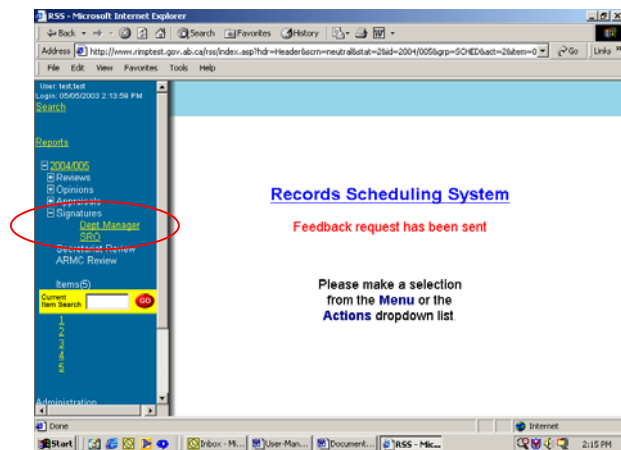 RSS - Microsoft Internet Explorer
Back Search Favorites History
Address http://www.rimptest.gov.ab.ca/rss/index.asp?hdr=Header&scrn=neutral&stat=2&id=2004/005&grp=SCHED&act=2&item=0 Go Links »
File Edit View Favorites Tools Help
User: test,test
Login: 05/05/2003 2:13:59 PM
Search
Reports
2004/005
Reviews
Opinions
Appraisals
Signatures
Dept.Manager
SRO
Secretariat Review
ARMC Review
Items(5)
Current
Item Search GO
1
2
3
4
5
Administration
Records Scheduling System
Feedback request has been sent
Please make a selection
from the Menu or the
Actions dropdown list
Done Internet
Start Inbox - M... User-Man... Document... RSS - Mic... 2:15 PM